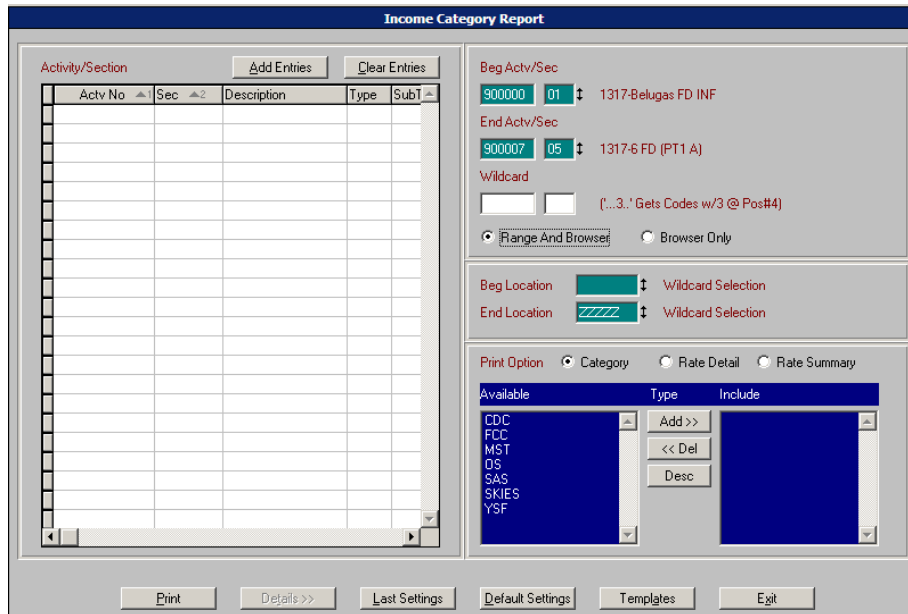 Income Category Report
Activity/Section Add Entries Clear Entries
Actv No 1 Sec 2 Description Type SubT
Beg Actv/Sec
900000 01 1317-Belugas FD INF
End Actv/Sec
900007 05 1317-6 FD (PT1 A)
Wildcard
('...3..' Gets Codes w/3 @ Pos#4)
Range And Browser Browser Only
Beg Location Wildcard Selection
End Location ZZZZZ Wildcard Selection
Print Option Category Rate Detail Rate Summary
Available Type Include
CDC
FCC
MST
OS
SAS
SKIES
YSF
Add >>
<< Del
Desc
Print Details >> Last Settings Default Settings Templates Exit